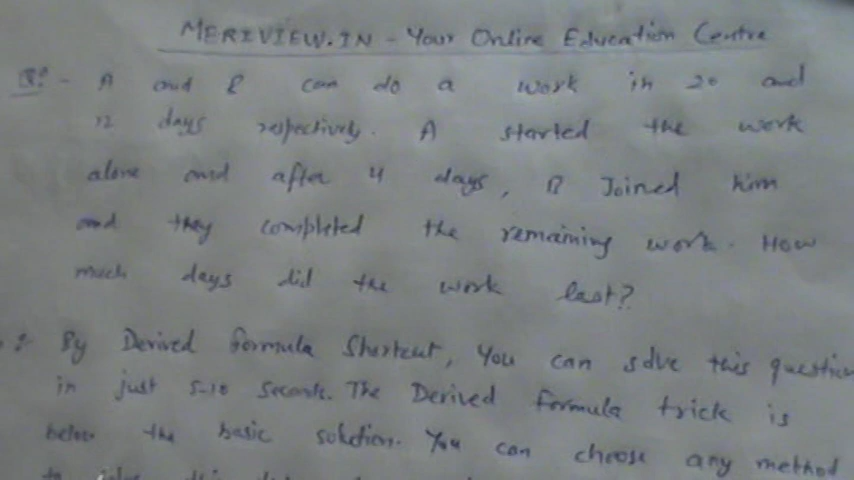 MERIVIEW.IN - Your Online Education Centre
Q:- A and B can do a work in 20 and
12 days respectively. A started the work
alone and after 4 days, B Joined him
and they completed the remaining work. How
much days did the work last?
:- By Derived formula Shortcut, You can solve this question
in just 5-10 seconds. The Derived formula trick is
below the basic solution. You can choose any method
to